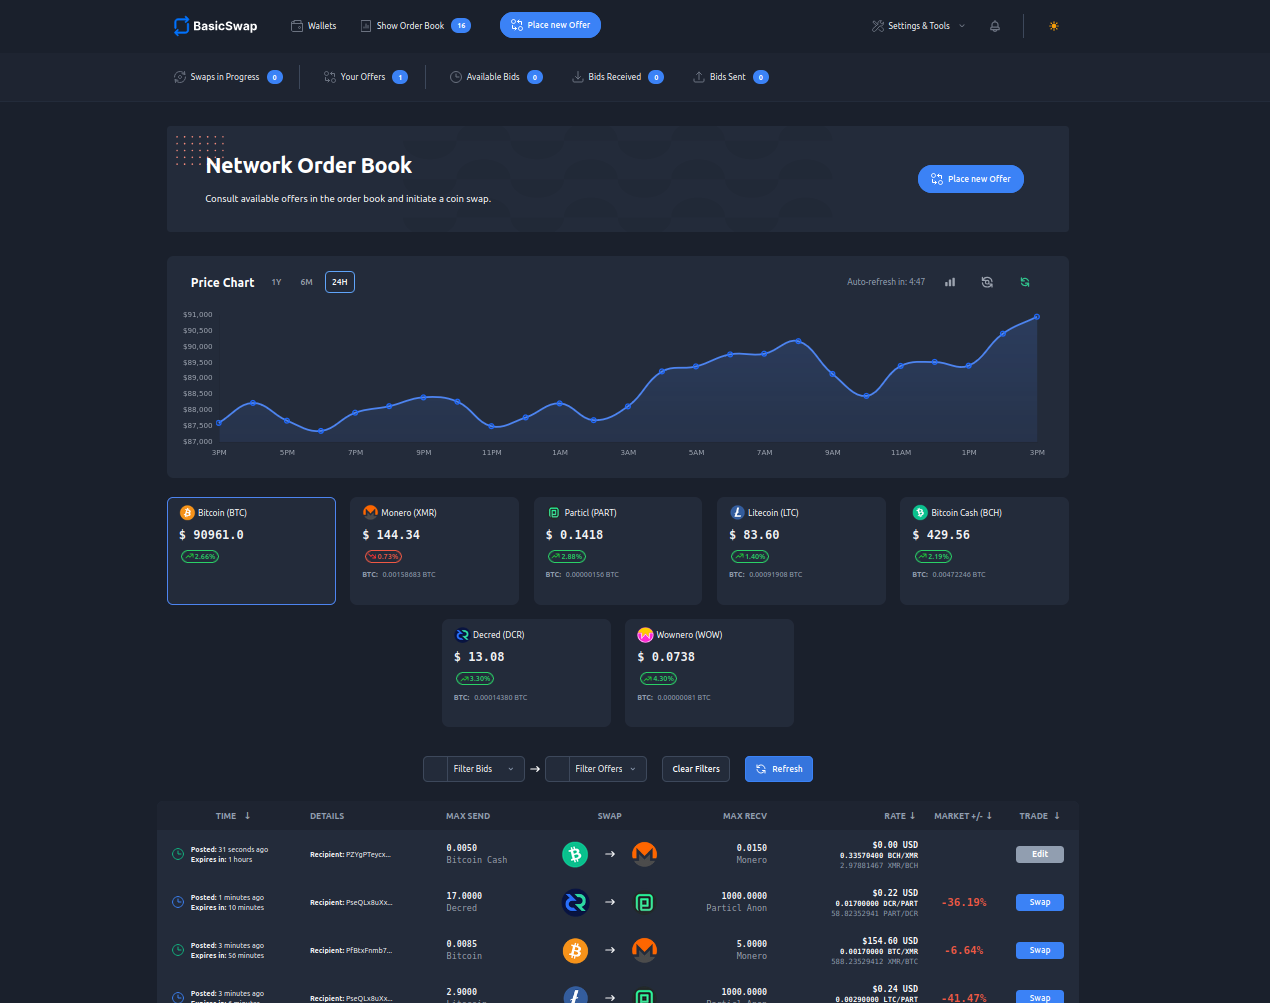 BasicSwap Wallets Show Order Book 16 Place new Offer Settings & Tools
Swaps in Progress 0 Your Offers 1 Available Bids 0 Bids Received 0 Bids Sent 0
Network Order Book
Consult available offers in the order book and initiate a coin swap.
Place new Offer
Price Chart 1Y 6M 24H Auto-refresh in: 4:47
$91,000
$90,500
$90,000
$89,500
$89,000
$88,500
$88,000
$87,500
$87,000
3PM 5PM 7PM 9PM 11PM 1AM 3AM 5AM 7AM 9AM 11AM 1PM 3PM
Bitcoin (BTC)
$ 90961.0
2.66%
Monero (XMR)
$ 144.34
0.73%
BTC: 0.00158683 BTC
Particl (PART)
$ 0.1418
2.88%
BTC: 0.00000156 BTC
Litecoin (LTC)
$ 83.60
1.40%
BTC: 0.00091908 BTC
Bitcoin Cash (BCH)
$ 429.56
2.19%
BTC: 0.00472246 BTC
Decred (DCR)
$ 13.08
3.30%
BTC: 0.00014380 BTC
Wownero (WOW)
$ 0.0738
4.30%
BTC: 0.00000081 BTC
Filter Bids → Filter Offers Clear Filters Refresh
TIME ↓ DETAILS MAX SEND SWAP MAX RECV RATE ↓ MARKET +/- ↓ TRADE ↓
Posted: 31 seconds ago
Expires in: 1 hours
Recipient: PZYgPTeycx...
0.0050
Bitcoin Cash
→
0.0150
Monero
$0.00 USD
0.33570400 BCH/XMR
2.97881467 XMR/BCH
Edit
Posted: 1 minutes ago
Expires in: 10 minutes
Recipient: PseQLx8uXx...
17.0000
Decred
→
1000.0000
Particl Anon
$0.22 USD
0.01700000 DCR/PART
58.82352941 PART/DCR
-36.19%
Swap
Posted: 3 minutes ago
Expires in: 56 minutes
Recipient: PfBtxFnmb7...
0.0085
Bitcoin
→
5.0000
Monero
$154.60 USD
0.00170000 BTC/XMR
588.23529412 XMR/BTC
-6.64%
Swap
Posted: 3 minutes ago
Expires in: 6 minutes
Recipient: PseQLx8uXx...
2.9000
Litecoin
→
1000.0000
Particl Anon
$0.24 USD
0.00290000 LTC/PART
-41.47%
Swap